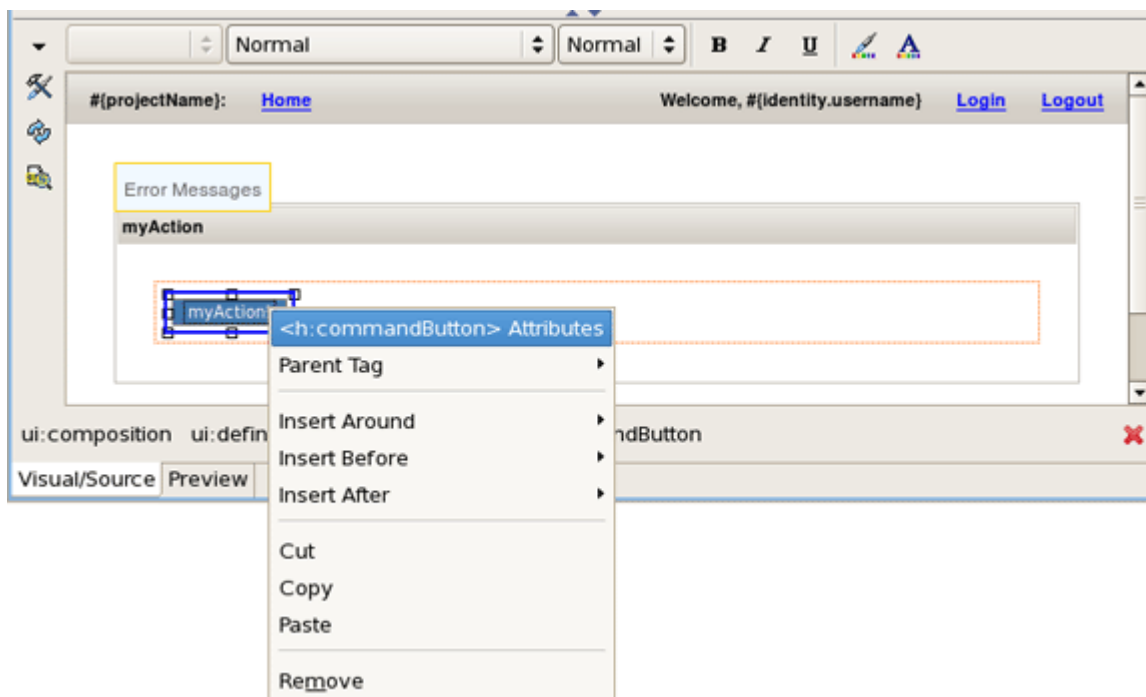 Normal Normal B I U A
#{projectName}: Home Welcome, #{identity.username} Login Logout
Error Messages
myAction
myAction!
<h:commandButton> Attributes
Parent Tag
Insert Around
ui:composition ui:defin ndButton
Insert Before
Visual/Source Preview
Insert After
Cut
Copy
Paste
Remove